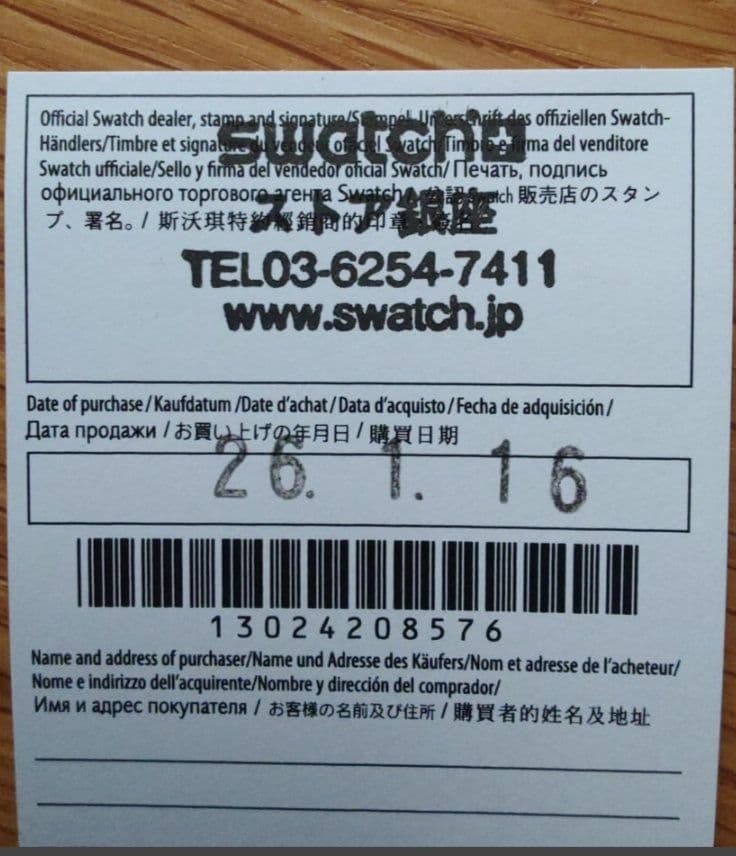 Official Swatch dealer, stamp and signature/Stempel, Unterschrift des offiziellen Swatch-
Händlers/Timbre et signature du vendeur officiel Swatch/Timbro e firma del venditore
Swatch ufficiale/Sello y firma del vendedor oficial Swatch/Печать, подпись
официального торгового агента Swatch/ 公認 Swatch 販売店のスタン
プ、署名。/ 斯沃琪特約經銷商的印章
swatch
ストア銀座
TEL03-6254-7411
www.swatch.jp
Date of purchase/Kaufdatum /Date d'achat/Data d'acquisto/Fecha de adquisición/
Дата продажи / お買い上げの年月日/ 購買日期
26. 1. 16
13024208576
Name and address of purchaser/Name und Adresse des Käufers/Nom et adresse de l'acheteur/
Nome e indirizzo dell'acquirente/Nombre y dirección del comprador/
Имя и адрес покупателя / お客様の名前及び住所 / 購買者的姓名及地址